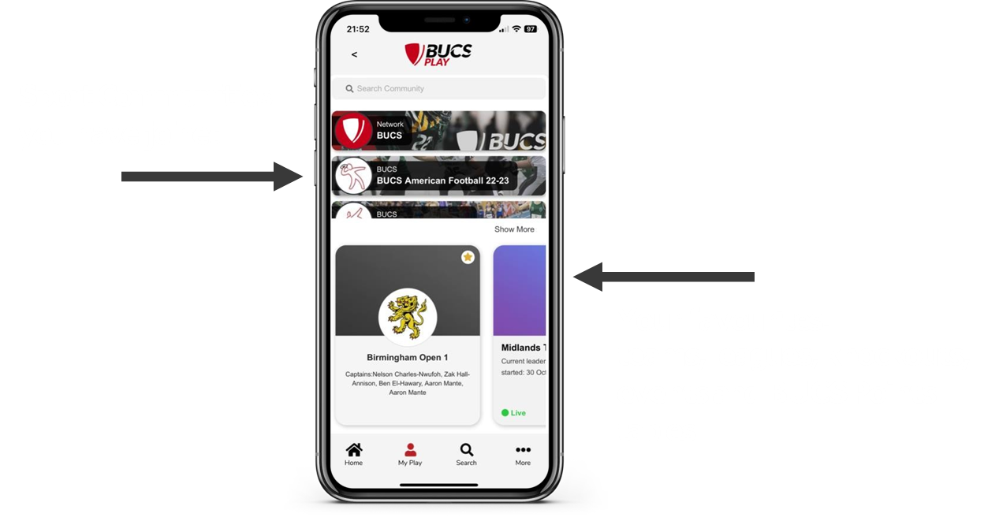 21:52
97
<
BUCS
PLAY
Search Community
Network
BUCS
22
BUCS
BUCS
BUCS American Football 22-23
BUCS
Show More
Birmingham Open 1
Captains:Nelson Charles-Nwufoh, Zak Hall-
Annison, Ben El-Hawary, Aaron Mante,
Aaron Mante
Midlands T
Current leader
started: 30 Oct
Live
Home
My Play
Search
More